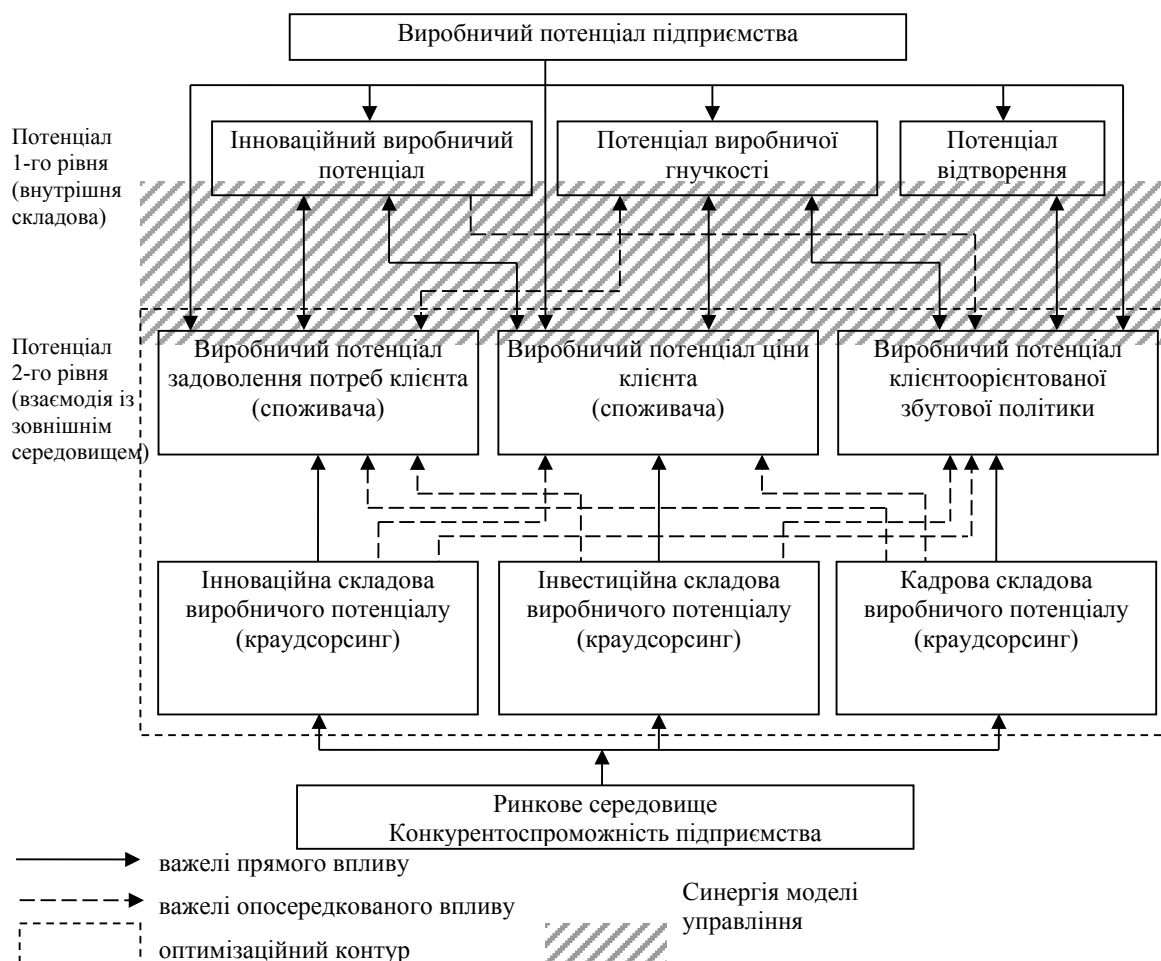 Виробничий потенціал підприємства
Потенціал
1-го рівня
(внутрішня
складова)
Інноваційний виробничий
потенціал
Потенціал виробничої
гнучкості
Потенціал
відтворення
Потенціал
2-го рівня
(взаємодія із
зовнішнім
середовищем)
Виробничий потенціал
задоволення потреб клієнта
(споживача)
Виробничий потенціал ціни
клієнта
(споживача)
Виробничий потенціал
клієнтоорієнтованої
збутової політики
Інноваційна складова
виробничого потенціалу
(краудсорсинг)
Інвестиційна складова
виробничого потенціалу
(краудсорсинг)
Кадрова складова
виробничого потенціалу
(краудсорсинг)
Ринкове середовище
Конкурентоспроможність підприємства
важелі прямого впливу
важелі опосередкованого впливу
оптимізаційний контур
Синергія моделі
управління